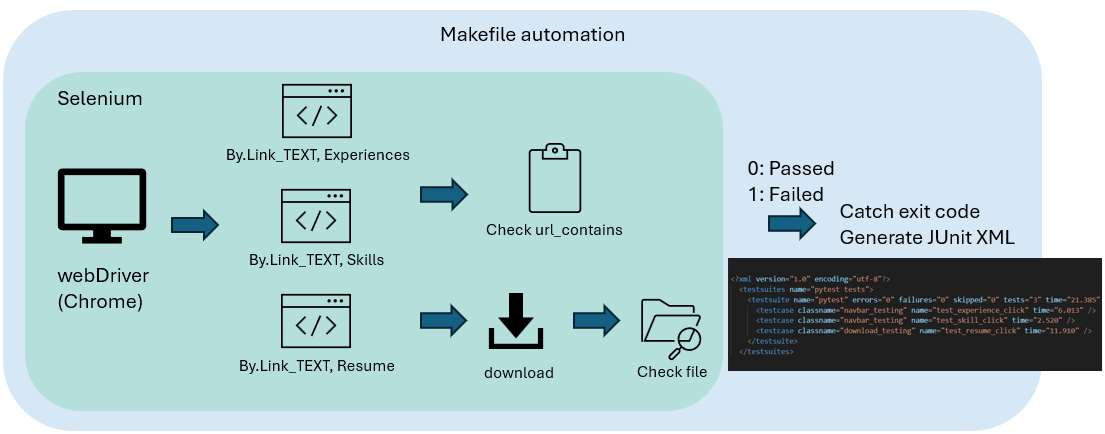 Makefile automation
Selenium
By.Link_TEXT, Experiences
By.Link_TEXT, Skills
By.Link_TEXT, Resume
webDriver
(Chrome)
Check url_contains
download
Check file
0: Passed
1: Failed
Catch exit code
Generate JUnit XML
<?xml version="1.0" encoding="utf-8"?>
<testsuites name="pytest tests">
<testsuite name="pytest" errors="0" failures="0" skipped="0" tests="3" time="21.385"
<testcase classname="navbar_testing" name="test_experience_click" time="6.013" />
<testcase classname="navbar_testing" name="test_skill_click" time="2.520" />
<testcase classname="download_testing" name="test_resume_click" time="11.910" />
</testsuite>
</testsuites>